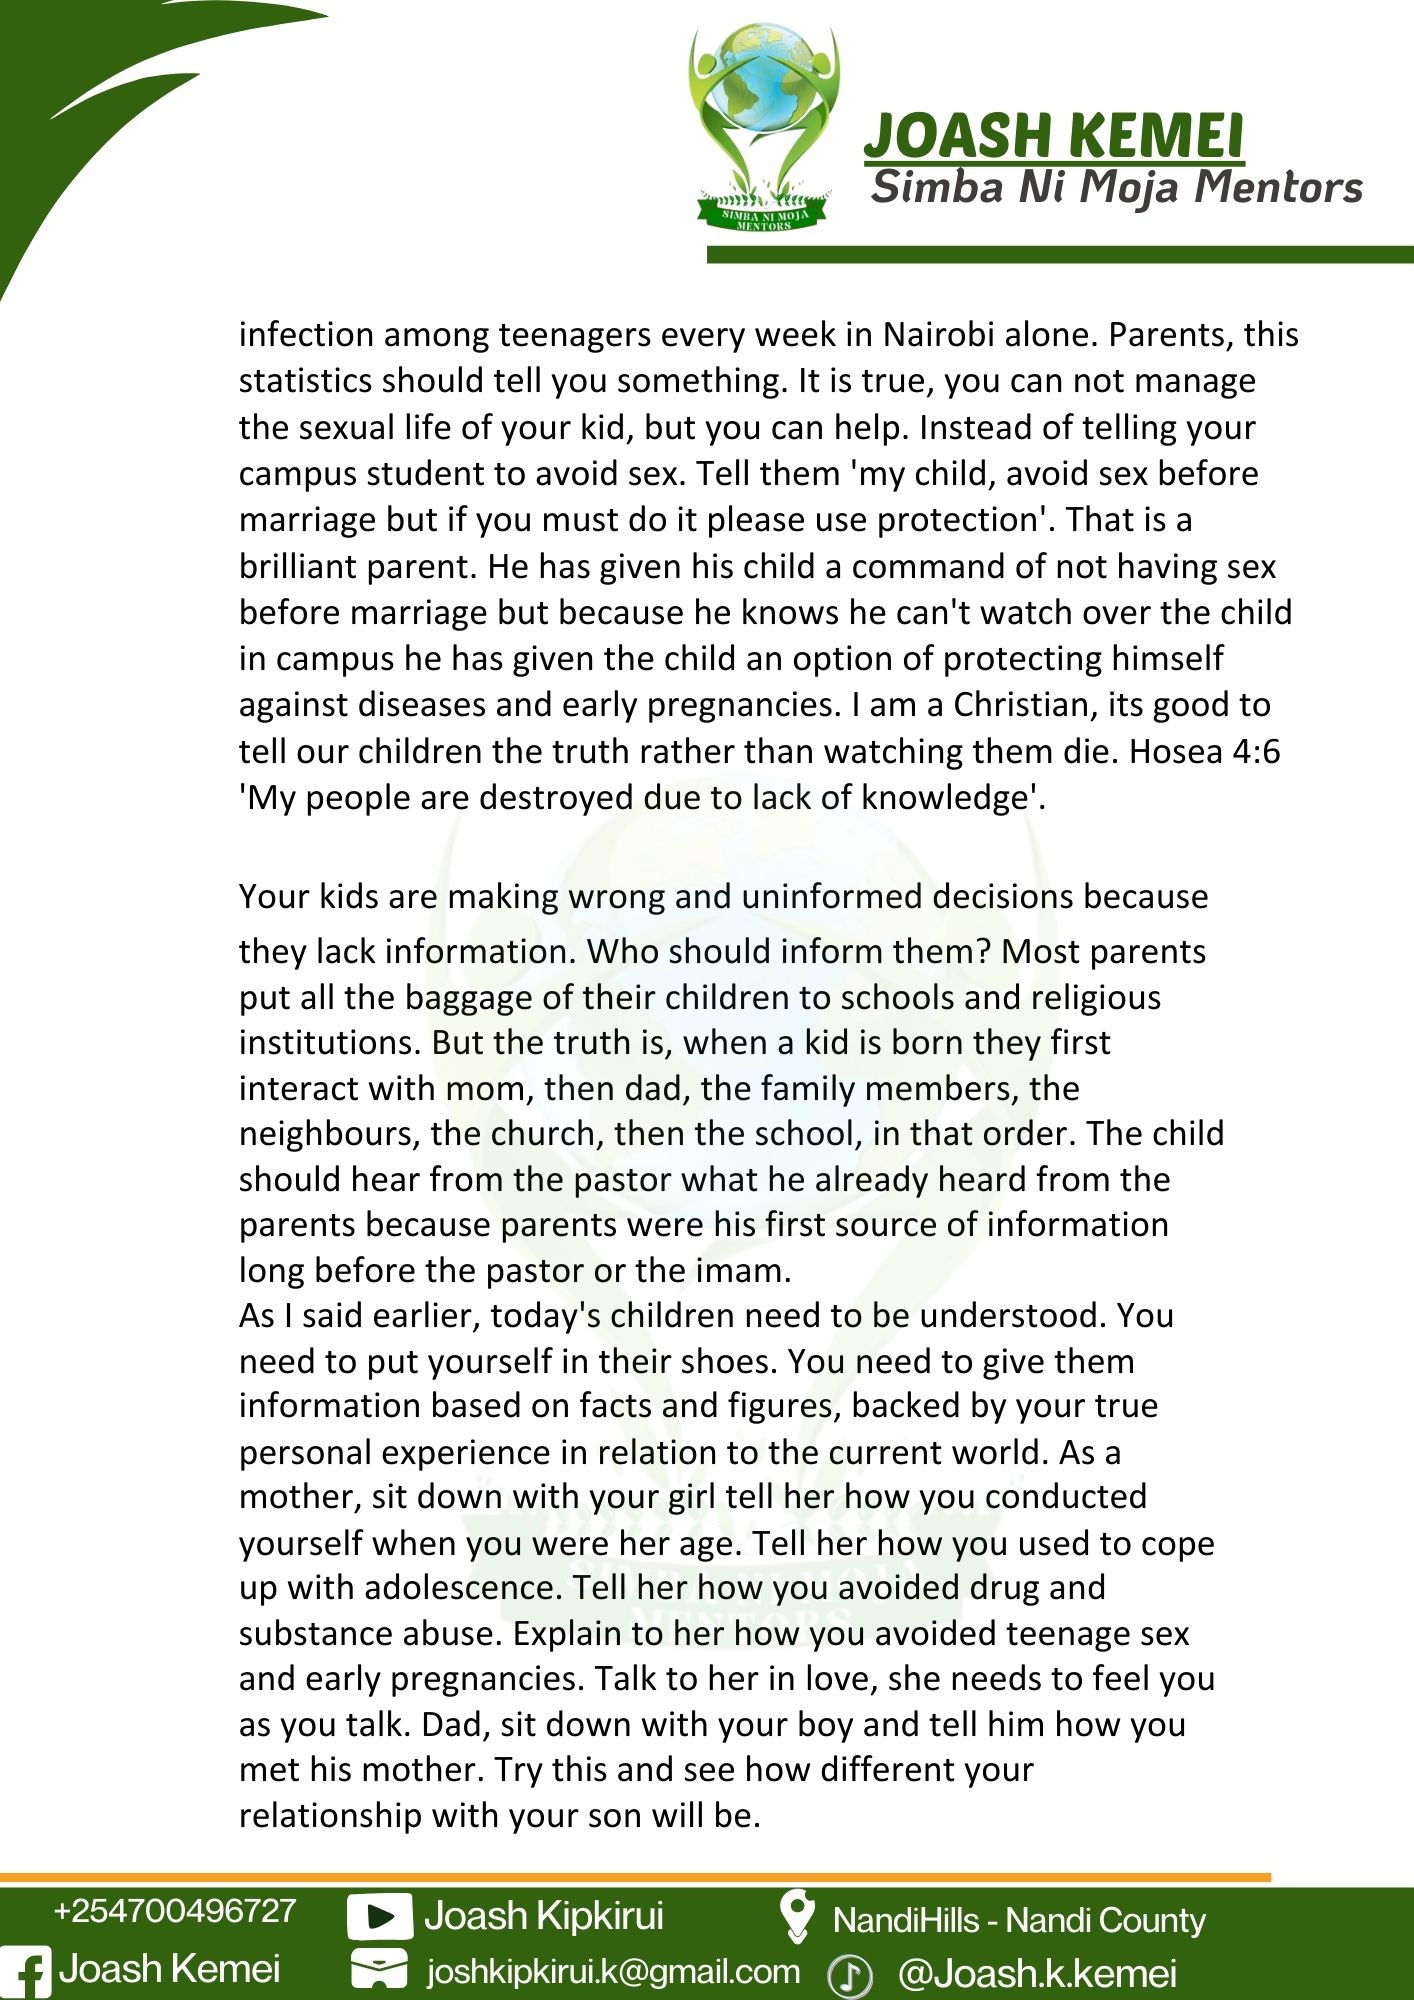 SIMBA NI MOJA
MENTORS
JOASH KEMEI
Simba Ni Moja Mentors
infection among teenagers every week in Nairobi alone. Parents, this
statistics should tell you something. It is true, you can not manage
the sexual life of your kid, but you can help. Instead of telling your
campus student to avoid sex. Tell them 'my child, avoid sex before
marriage but if you must do it please use protection'. That is a
brilliant parent. He has given his child a command of not having sex
before marriage but because he knows he can't watch over the child
in campus he has given the child an option of protecting himself
against diseases and early pregnancies. I am a Christian, its good to
tell our children the truth rather than watching them die. Hosea 4:6
'My people are destroyed due to lack of knowledge'.
Your kids are making wrong and uninformed decisions because
they lack information. Who should inform them? Most parents
put all the baggage of their children to schools and religious
institutions. But the truth is, when a kid is born they first
interact with mom, then dad, the family members, the
neighbours, the church, then the school, in that order. The child
should hear from the pastor what he already heard from the
parents because parents were his first source of information
long before the pastor or the imam.
As I said earlier, today's children need to be understood. You
need to put yourself in their shoes. You need to give them
information based on facts and figures, backed by your true
personal experience in relation to the current world. As a
mother, sit down with your girl tell her how you conducted
yourself when you were her age. Tell her how you used to cope
up with adolescence. Tell her how you avoided drug and
substance abuse. Explain to her how you avoided teenage sex
and early pregnancies. Talk to her in love, she needs to feel you
as you talk. Dad, sit down with your boy and tell him how you
met his mother. Try this and see how different your
relationship with your son will be.
SIMBA NI MOJA
MENTORS
+254700496727
Joash Kipkirui
NandiHills - Nandi County
Joash Kemei
joshkipkirui.k@gmail.com
@Joash.k.kemei